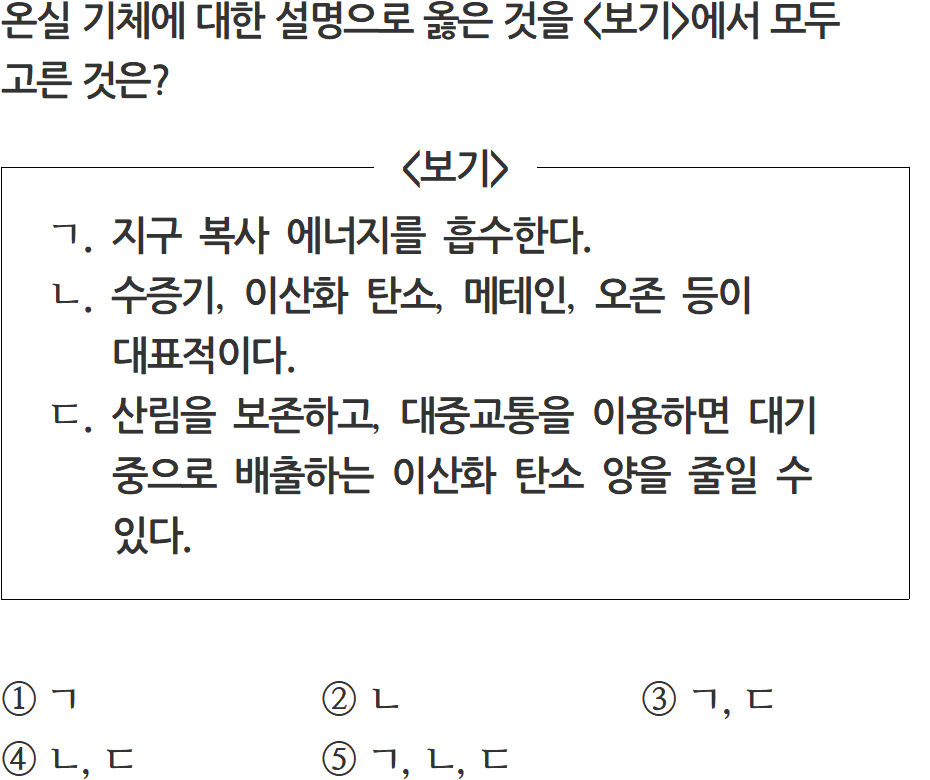 온실 기체에 대한 설명으로 옳은 것을 <보기>에서 모두
고른 것은?
<보기>
ㄱ. 지구 복사 에너지를 흡수한다.
ㄴ. 수증기, 이산화 탄소, 메테인, 오존 등이
대표적이다.
ㄷ. 산림을 보존하고, 대중교통을 이용하면 대기
중으로 배출하는 이산화 탄소 양을 줄일 수
있다.
① ㄱ ② ㄴ ③ ㄱ, ㄷ
④ ㄴ, ㄷ ⑤ ㄱ, ㄴ, ㄷ